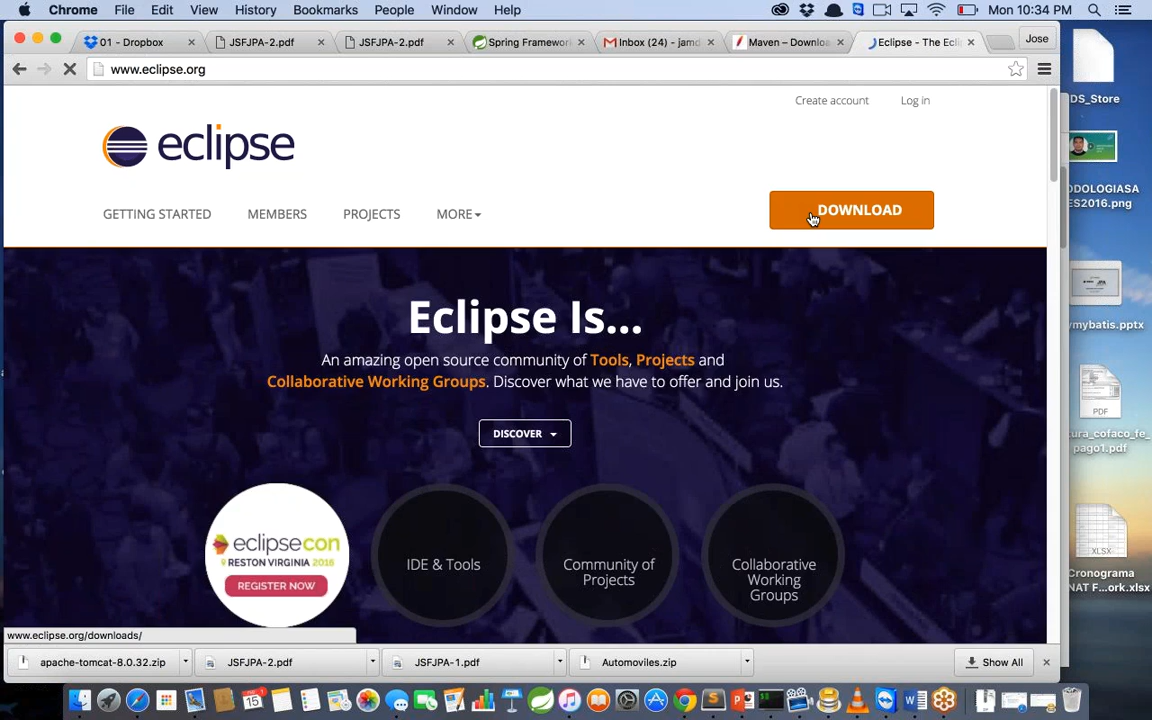 Chrome File Edit View History Bookmarks People Window Help Mon 10:34 PM
01 - Dropbox JSFJPA-2.pdf JSFJPA-2.pdf Spring Framewor Inbox (24) - jamd Maven – Downloa Eclipse - The Ecli Jose
www.eclipse.org
Create account Log in
eclipse
GETTING STARTED MEMBERS PROJECTS MORE DOWNLOAD
Eclipse Is...
An amazing open source community of Tools, Projects and
Collaborative Working Groups. Discover what we have to offer and join us.
DISCOVER
eclipsecon
RESTON VIRGINIA 2016
REGISTER NOW
IDE & Tools
Community of
Projects
Collaborative
Working
Groups
www.eclipse.org/downloads/
apache-tomcat-8.0.32.zip JSFJPA-2.pdf JSFJPA-1.pdf Automoviles.zip Show All
DS_Store
ODOLOGIASA
ES2016.png
ymybatis.pptx
PDF
tura_cofaco_fe_
pago1.pdf
XLSX
Cronograma
NAT F...ork.xlsx
15